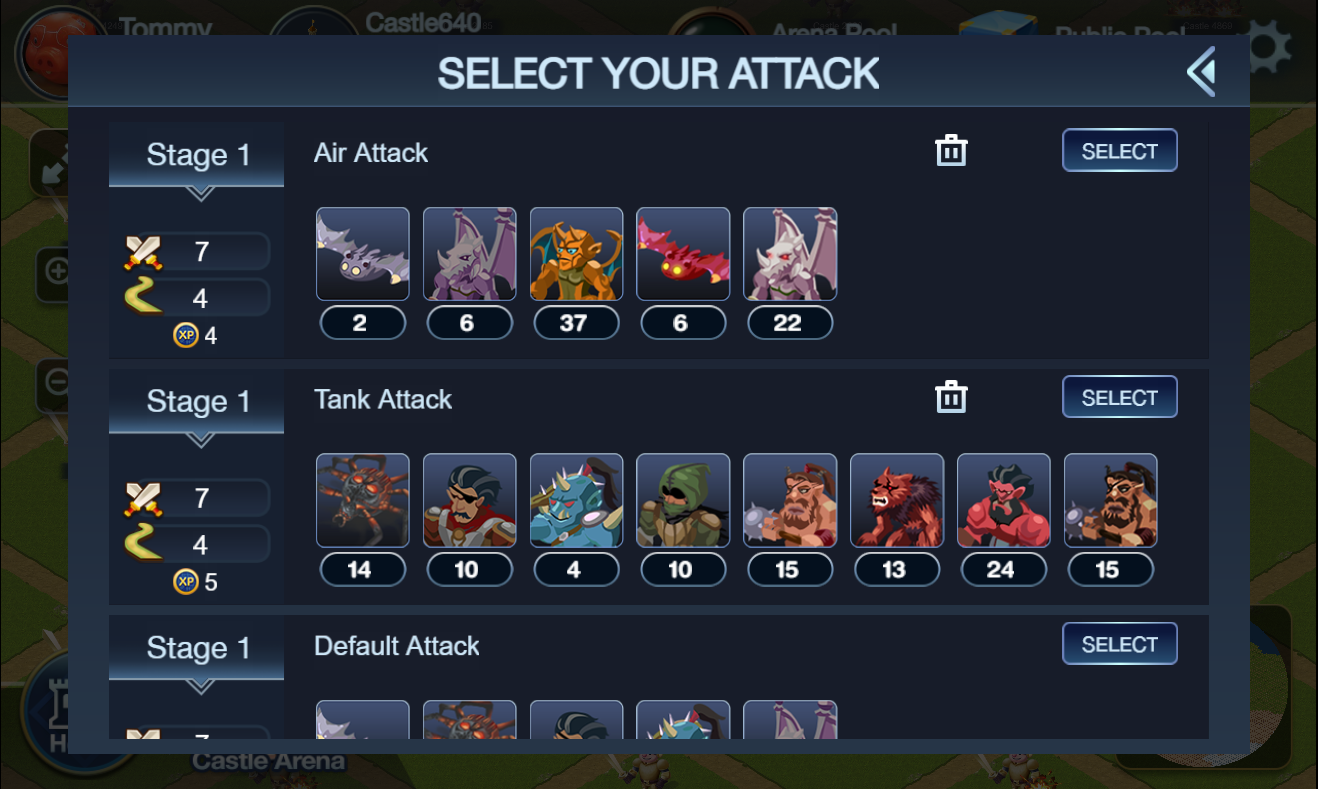 Tommy
Castle640
Arena Pool
Public Pool
SELECT YOUR ATTACK
Stage 1
Air Attack
SELECT
7
4
XP 4
2 6 37 6 22
Stage 1
Tank Attack
SELECT
7
4
XP 5
14 10 4 10 15 13 24 15
Stage 1
Default Attack
SELECT
Castle Arena